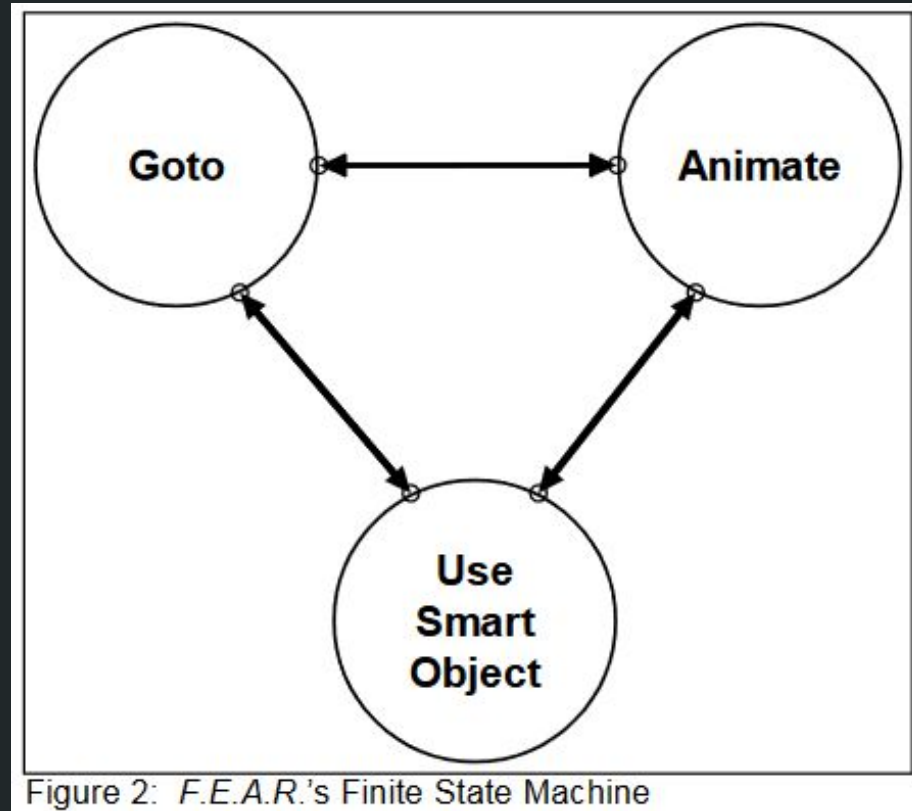 Goto
Animate
Use
Smart
Object
Figure 2: F.E.A.R.'s Finite State Machine